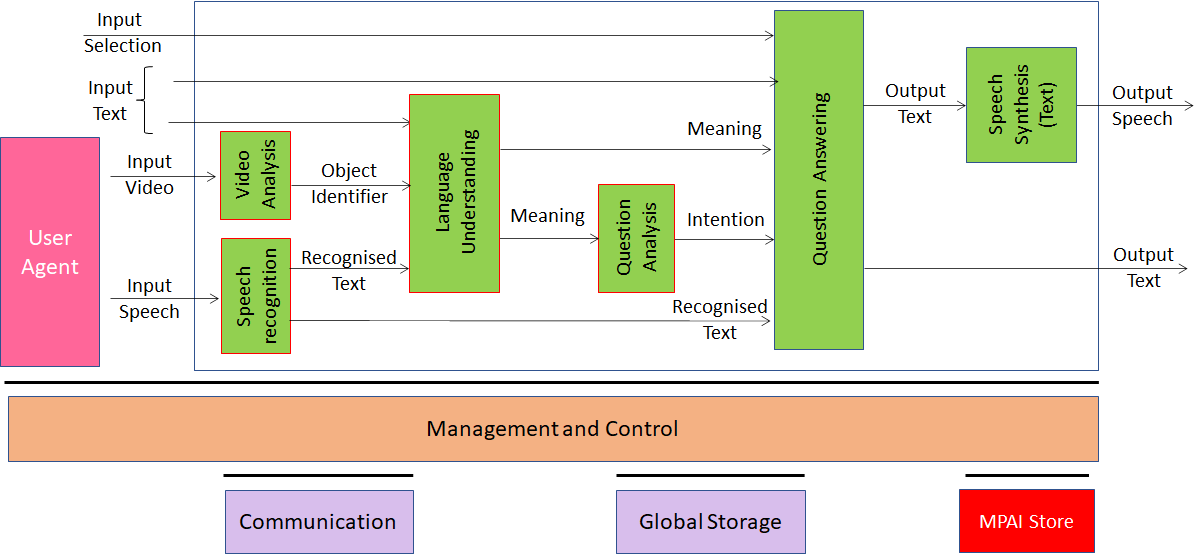 Input
Selection
Input
Text
Input
Video
Input
Speech
User
Agent
Video
Analysis
Speech
recognition
Object
Identifier
Recognised
Text
Language
Understanding
Meaning
Meaning
Question
Analysis
Intention
Recognised
Text
Question Answering
Output
Text
Speech
Synthesis
(Text)
Output
Speech
Output
Text
Management and Control
Communication
Global Storage
MPAI Store